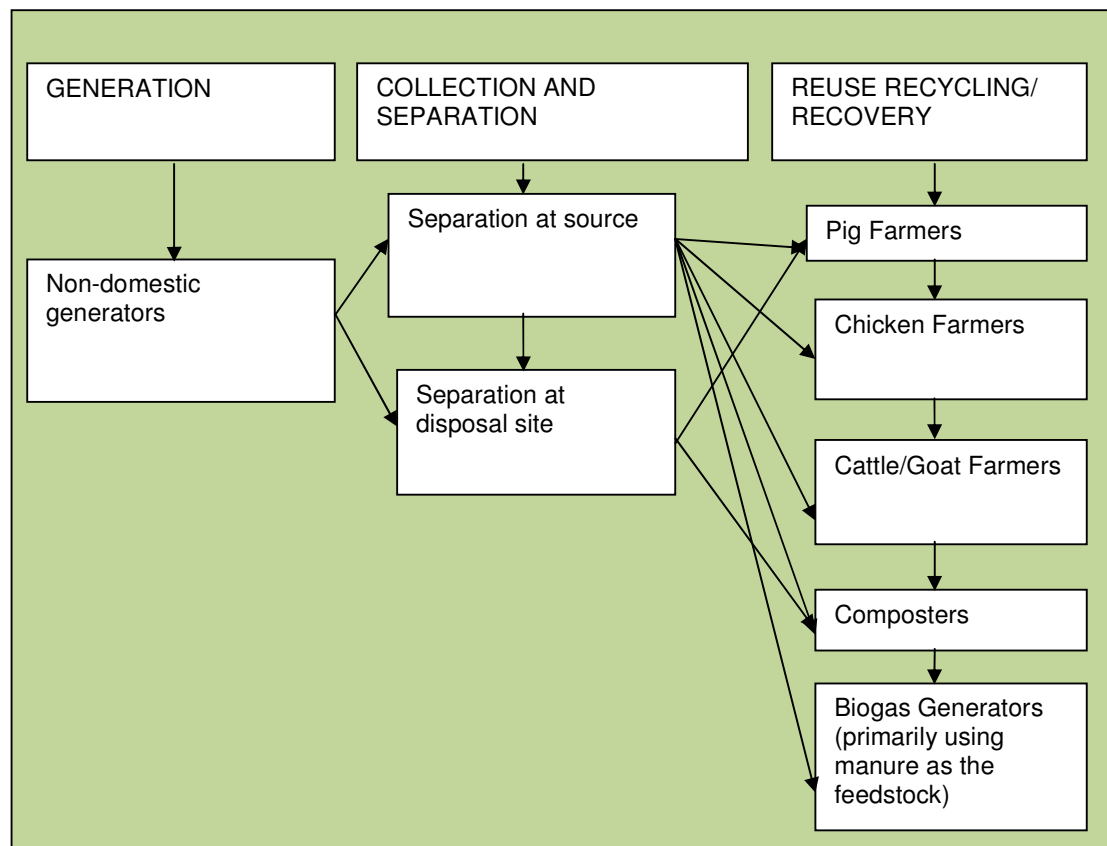 GENERATION
COLLECTION AND
SEPARATION
REUSE RECYCLING/
RECOVERY
Non-domestic
generators
Separation at source
Separation at
disposal site
Pig Farmers
Chicken Farmers
Cattle/Goat Farmers
Composters
Biogas Generators
(primarily using
manure as the
feedstock)